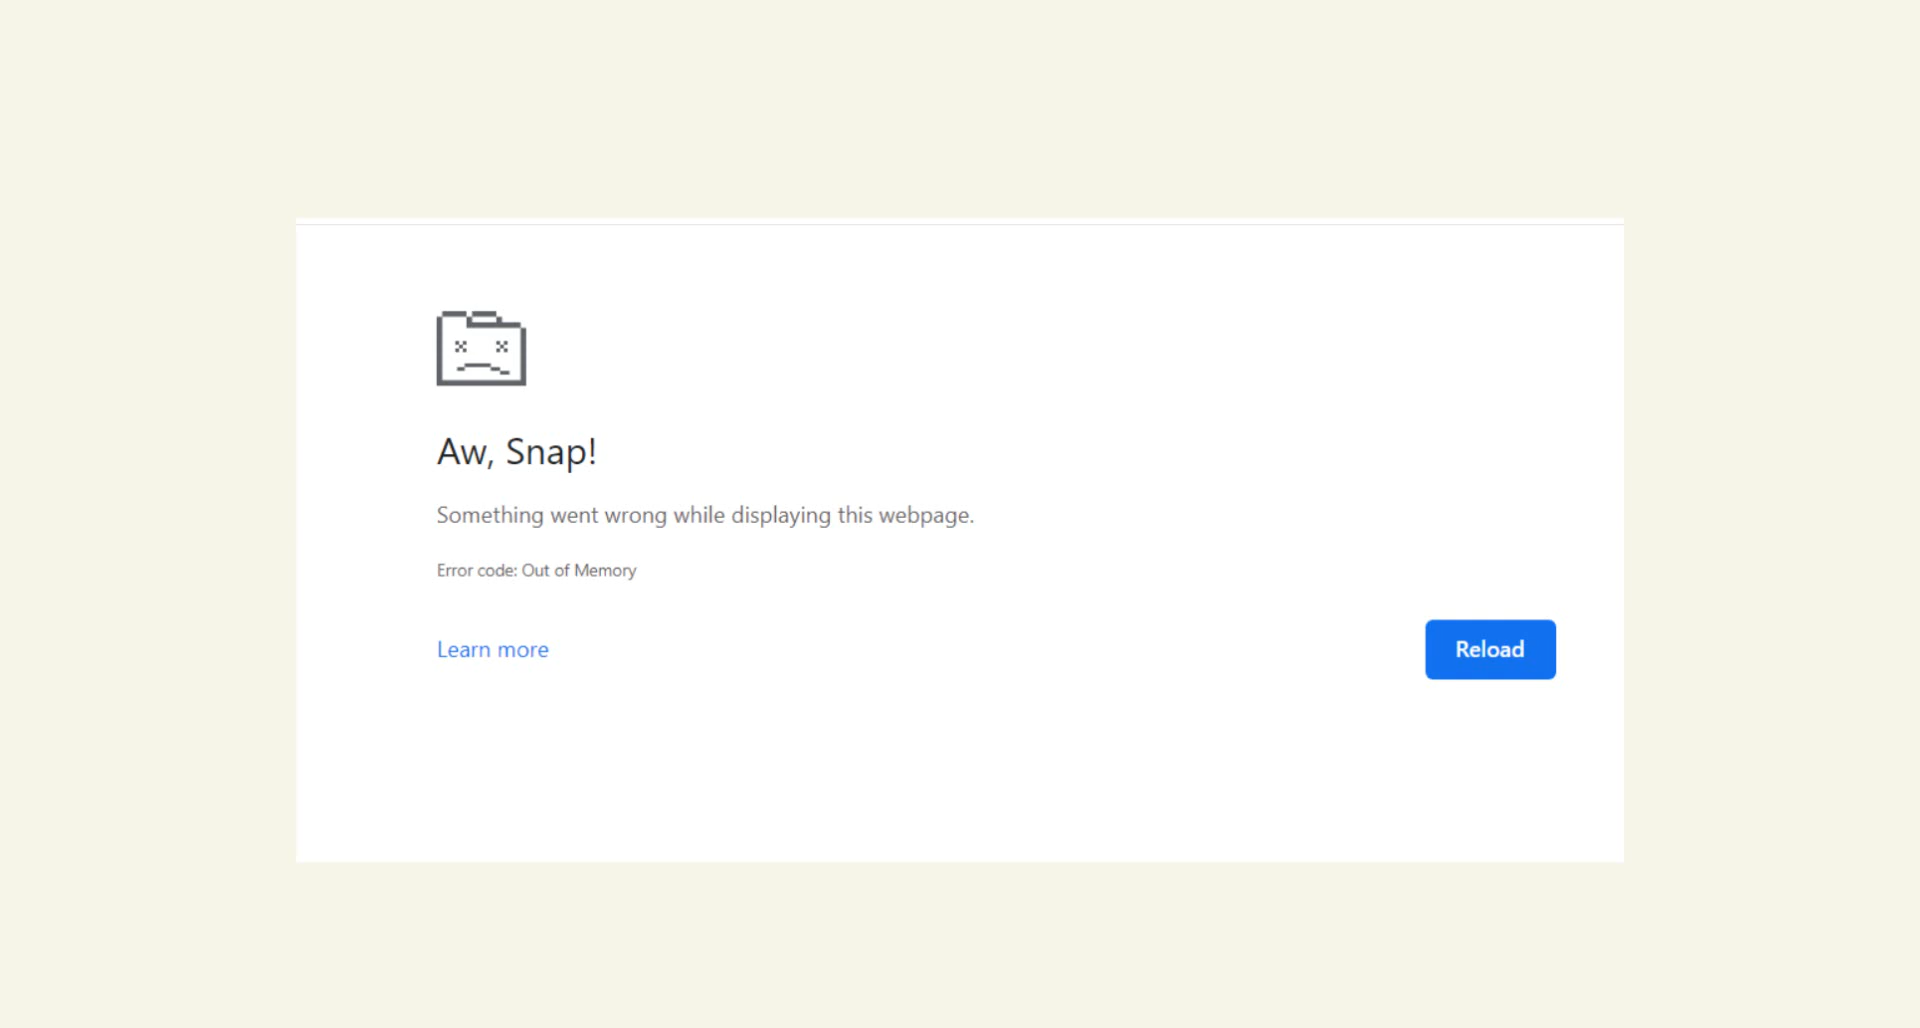 Aw, Snap!
Something went wrong while displaying this webpage.
Error code: Out of Memory
Learn more
Reload